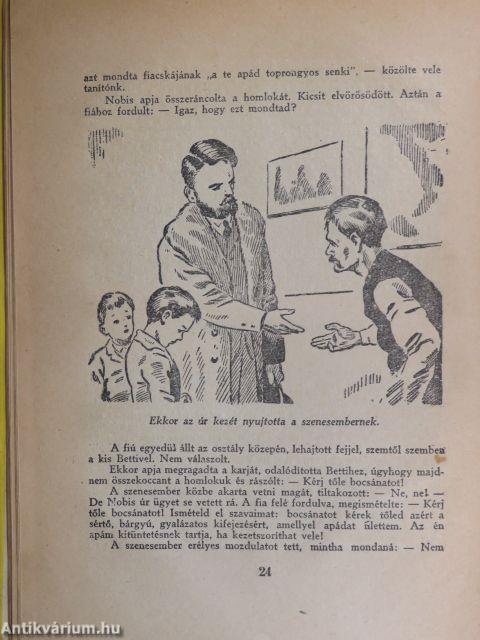 azt mondta fiacskájának „a te apád toprongyos senki". — közölte vele
tanítónk.
Nobis apja összeráncolta a homlokát. Kicsit elvörösödött. Aztán a
fiához fordult: — Igaz, hogy ezt mondtad?
Ekkor az úr kezét nyujtotta a szenesembernek.
A fiú egyedül állt az osztály közepén, lehajtott fejjel, szemtől szemben
a kis Bettivel. Nem válaszolt.
Ekkor apja megragadta a karját, odalódította Bettihez, úgyhogy majd-
nem összekoccant a homlokuk és rászólt: — Kérj tőle bocsánatot!
A szenesember közbe akarta vetni magát, tiltakozott: — Ne, ne! —
De Nobis úr ügyet se vetett rá. A fia felé fordulva, megismételte: — Kérj
tőle bocsánatot! Ismételd el szavaimat: bocsánatot kérek tőled azért a
sértő, bárgyú, gyalázatos kifejezésért, amellyel apádat illettem. Az én
apám kitüntetésnek tartja, ha kezetszoríthat vele!
A szenesember erélyes mozdulatot tett, mintha mondaná: — Nem
24
Antikvárium.hu